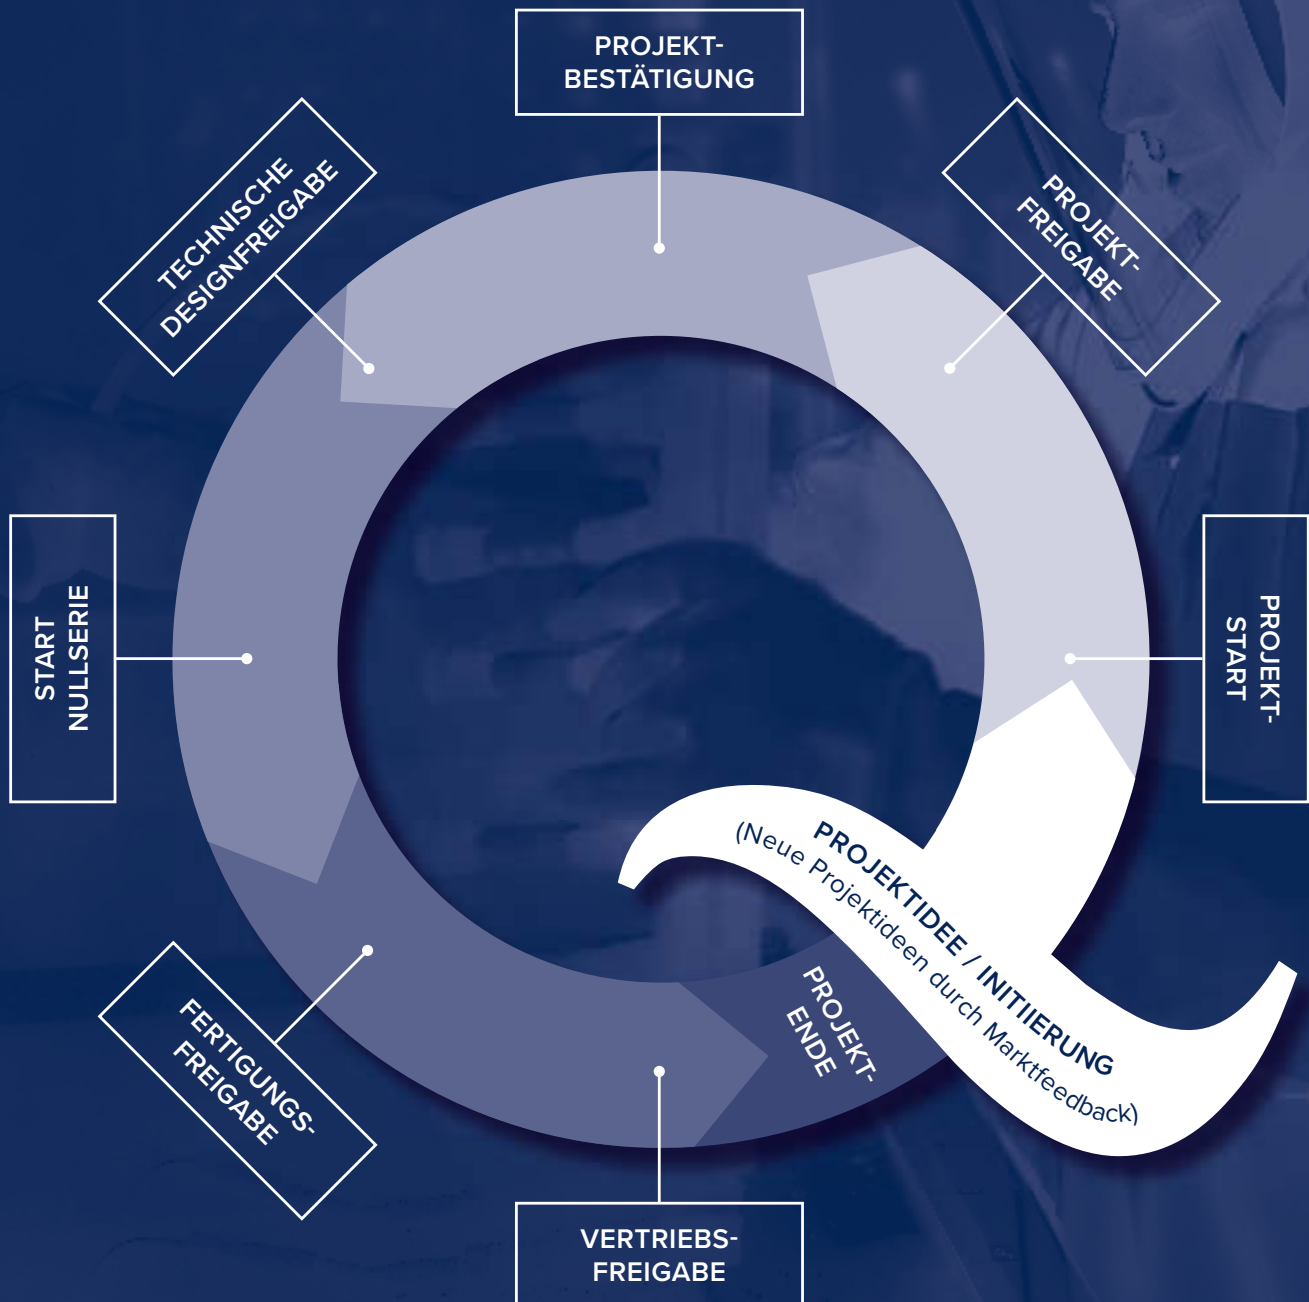 PROJEKT-
BESTÄTIGUNG
TECHNISCHE
DESIGNFREIGABE
PROJEKT-
FREIGABE
START
NULLSERIE
PROJEKT-
START
PROJEKTIDEE / INITIIERUNG
(Neue Projektideen durch Marktfeedback)
PROJEKT-
ENDE
FERTIGUNGS-
FREIGABE
VERTRIEBS-
FREIGABE